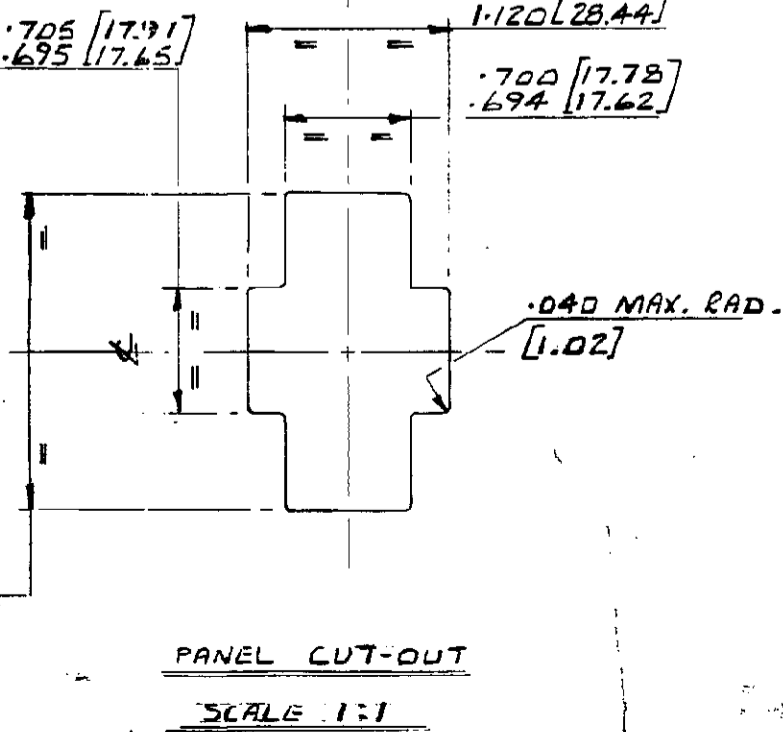 .705 [17.91]
.695 [17.65]
1.120 [28.44]
.700 [17.78]
.694 [17.62]
.040 MAX. RAD.
[1.02]
℄
PANEL CUT-OUT
SCALE 1:1